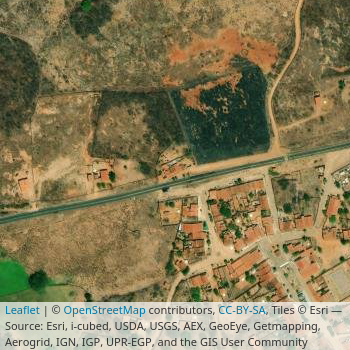 Leaflet | © OpenStreetMap contributors, CC-BY-SA, Tiles © Esri —
Source: Esri, i-cubed, USDA, USGS, AEX, GeoEye, Getmapping,
Aerogrid, IGN, IGP, UPR-EGP, and the GIS User Community